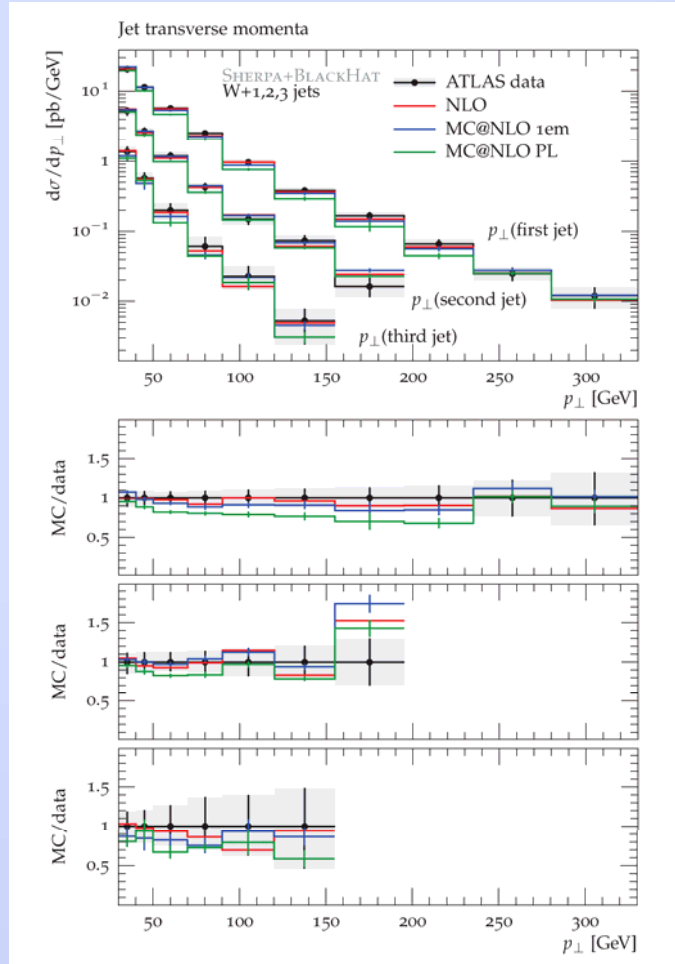 Jet transverse momenta
dσ/dp⊥ [pb/GeV]
10¹
1
10⁻¹
10⁻²
SHERPA+BLACKHAT
W+1,2,3 jets
ATLAS data
NLO
MC@NLO 1em
MC@NLO PL
p⊥(first jet)
p⊥(second jet)
p⊥(third jet)
50 100 150 200 250 300
p⊥ [GeV]
MC/data
1.5
1
0.5
MC/data
1.5
1
0.5
MC/data
1.5
1
0.5
50 100 150 200 250 300
p⊥ [GeV]